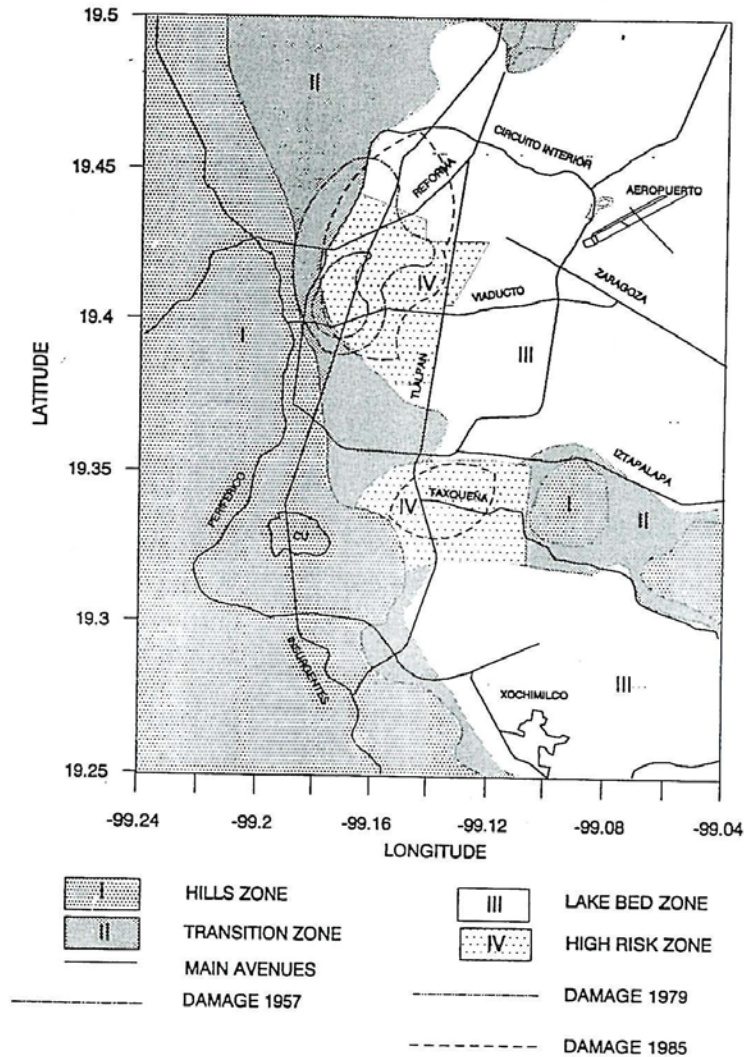 19.5
19.45
19.4
19.35
19.3
19.25
LATITUDE
II
CIRCUITO INTERIOR
REFORMA
AEROPUERTO
ZARAGOZA
IV
VIADUCTO
I
III
TLALPAN
IZTAPALAPA
PERIFERICO
TAXQUEÑA
IV
I
II
CU
INSURGENTES
XOCHIMILCO
III
-99.24
-99.2
-99.16
-99.12
-99.08
-99.04
LONGITUDE
I HILLS ZONE
II TRANSITION ZONE
MAIN AVENUES
DAMAGE 1957
III LAKE BED ZONE
IV HIGH RISK ZONE
DAMAGE 1979
DAMAGE 1985